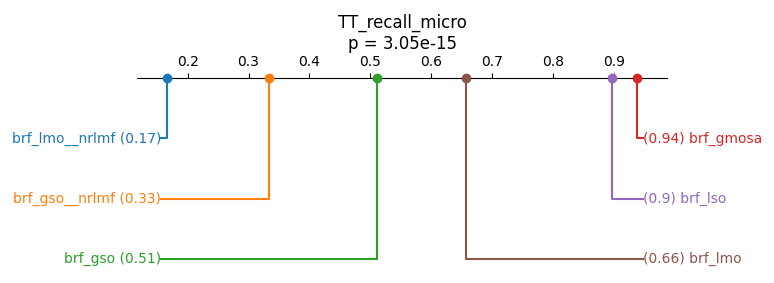 TT_recall_micro
p = 3.05e-15
0.2 0.3 0.4 0.5 0.6 0.7 0.8 0.9
brf_lmo__nrlmf (0.17) (0.94) brf_gmosa
brf_gso__nrlmf (0.33) (0.9) brf_lso
brf_gso (0.51) (0.66) brf_lmo